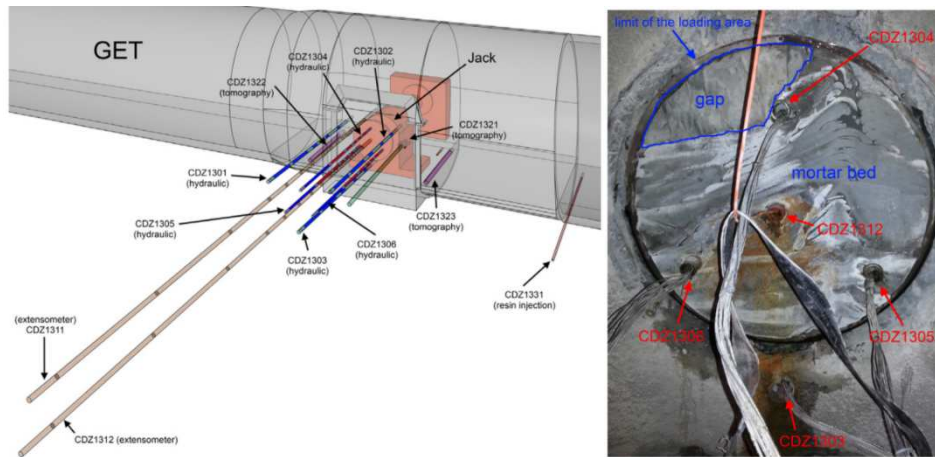 GET
CDZ1304
(hydraulic)
CDZ1302
(hydraulic)
CDZ1322
(tomography)
Jack
CDZ1321
(tomography)
CDZ1301
(hydraulic)
CDZ1305
(hydraulic)
CDZ1303
(hydraulic)
CDZ1306
(hydraulic)
CDZ1323
(tomography)
CDZ1331
(resin injection)
(extensometer)
CDZ1311
CDZ1312 (extensometer)
limit of the loading area
CDZ1304
gap
mortar bed
CDZ1312
CDZ1306
CDZ1305
CDZ1303